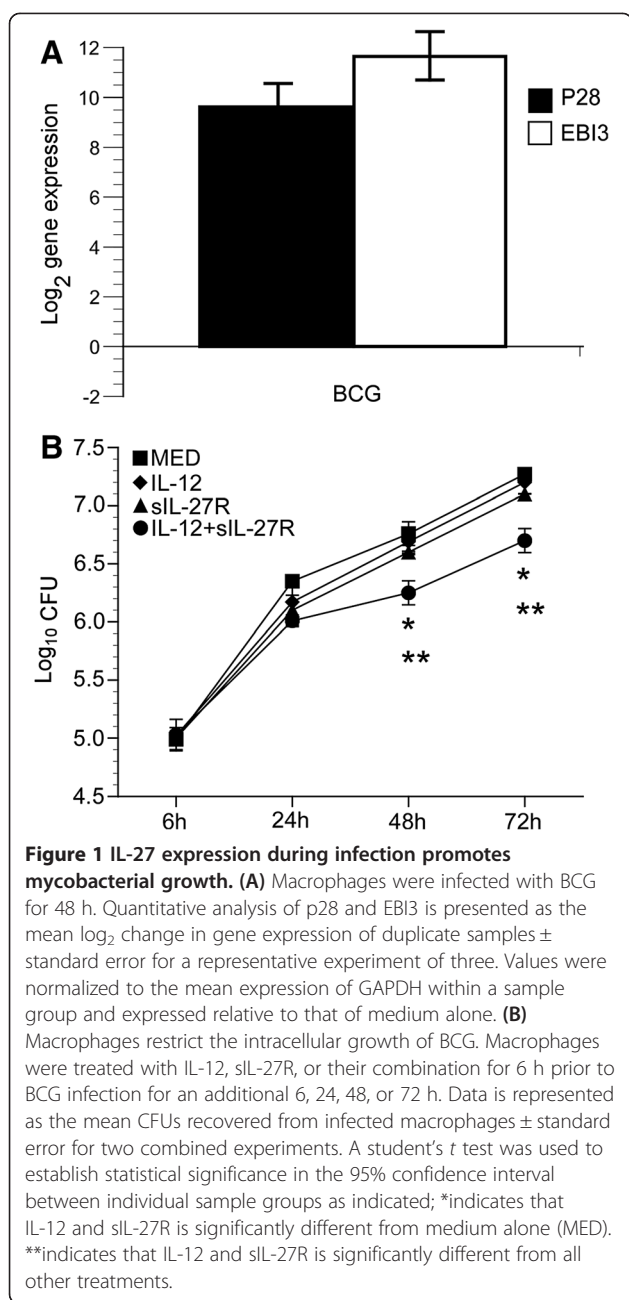 A
12
10
8
6
4
2
0
-2
Log₂ gene expression
P28
EBI3
BCG
B
7.5
7.0
6.5
6.0
5.5
5.0
4.5
Log₁₀ CFU
MED
IL-12
sIL-27R
IL-12+sIL-27R
*
**
*
**
6h 24h 48h 72h
Figure 1 IL-27 expression during infection promotes
mycobacterial growth. (A) Macrophages were infected with BCG
for 48 h. Quantitative analysis of p28 and EBI3 is presented as the
mean log₂ change in gene expression of duplicate samples ±
standard error for a representative experiment of three. Values were
normalized to the mean expression of GAPDH within a sample
group and expressed relative to that of medium alone. (B)
Macrophages restrict the intracellular growth of BCG. Macrophages
were treated with IL-12, sIL-27R, or their combination for 6 h prior to
BCG infection for an additional 6, 24, 48, or 72 h. Data is represented
as the mean CFUs recovered from infected macrophages ± standard
error for two combined experiments. A student's t test was used to
establish statistical significance in the 95% confidence interval
between individual sample groups as indicated; *indicates that
IL-12 and sIL-27R is significantly different from medium alone (MED).
**indicates that IL-12 and sIL-27R is significantly different from all
other treatments.